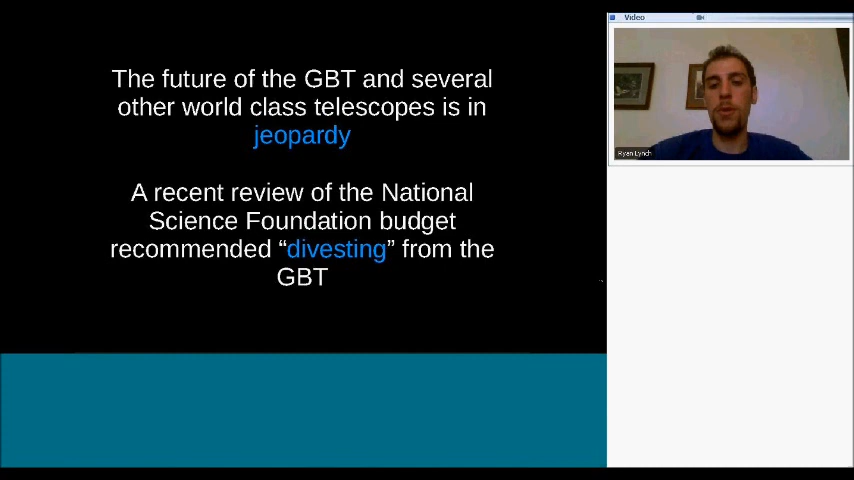 The future of the GBT and several
other world class telescopes is in
jeopardy
A recent review of the National
Science Foundation budget
recommended “divesting” from the
GBT
Video
Ryan Lynch